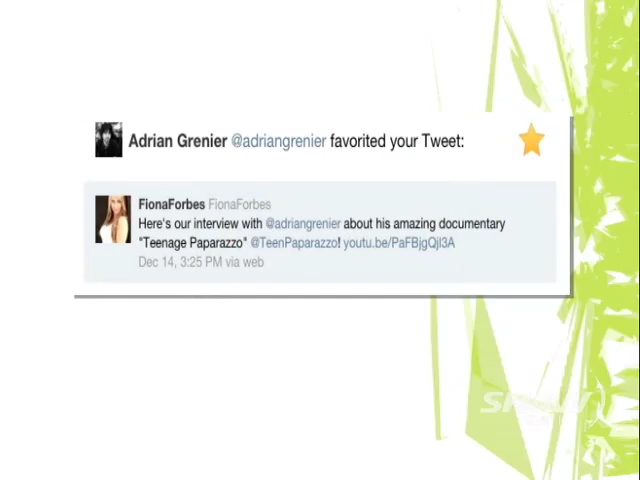 Adrian Grenier @adriangrenier favorited your Tweet:
FionaForbes FionaForbes
Here's our interview with @adriangrenier about his amazing documentary
"Teenage Paparazzo" @TeenPaparazzo! youtu.be/PaFBjgQjl3A
Dec 14, 3:25 PM via web